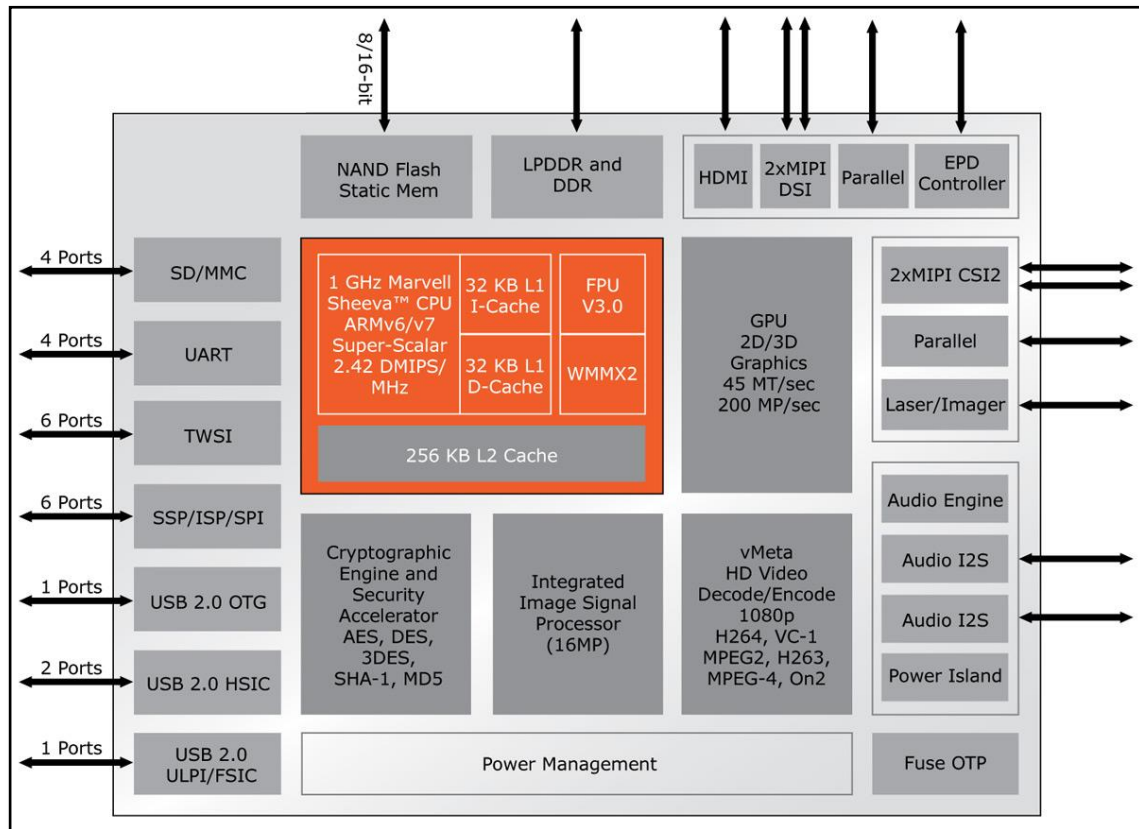 8/16-bit
NAND Flash
Static Mem
LPDDR and
DDR
HDMI
2xMIPI
DSI
Parallel
EPD
Controller
4 Ports
SD/MMC
4 Ports
UART
6 Ports
TWSI
6 Ports
SSP/ISP/SPI
1 Ports
USB 2.0 OTG
2 Ports
USB 2.0 HSIC
1 Ports
USB 2.0
ULPI/FSIC
1 GHz Marvell
Sheeva™ CPU
ARMv6/v7
Super-Scalar
2.42 DMIPS/
MHz
32 KB L1
I-Cache
32 KB L1
D-Cache
FPU
V3.0
WMMX2
256 KB L2 Cache
GPU
2D/3D
Graphics
45 MT/sec
200 MP/sec
2xMIPI CSI2
Parallel
Laser/Imager
Cryptographic
Engine and
Security
Accelerator
AES, DES,
3DES,
SHA-1, MD5
Integrated
Image Signal
Processor
(16MP)
vMeta
HD Video
Decode/Encode
1080p
H264, VC-1
MPEG2, H263,
MPEG-4, On2
Audio Engine
Audio I2S
Audio I2S
Power Island
Power Management
Fuse OTP